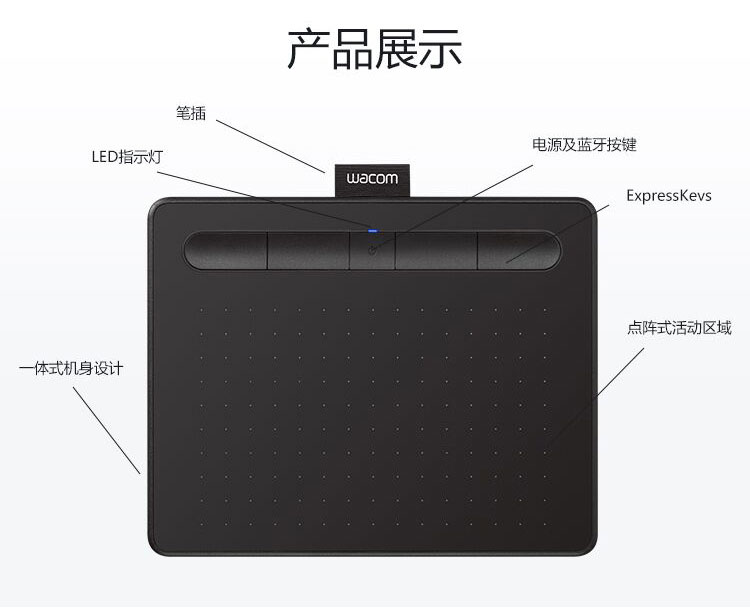 产品展示
笔插
LED指示灯
电源及蓝牙按键
wacom
ExpressKevs
点阵式活动区域
一体式机身设计